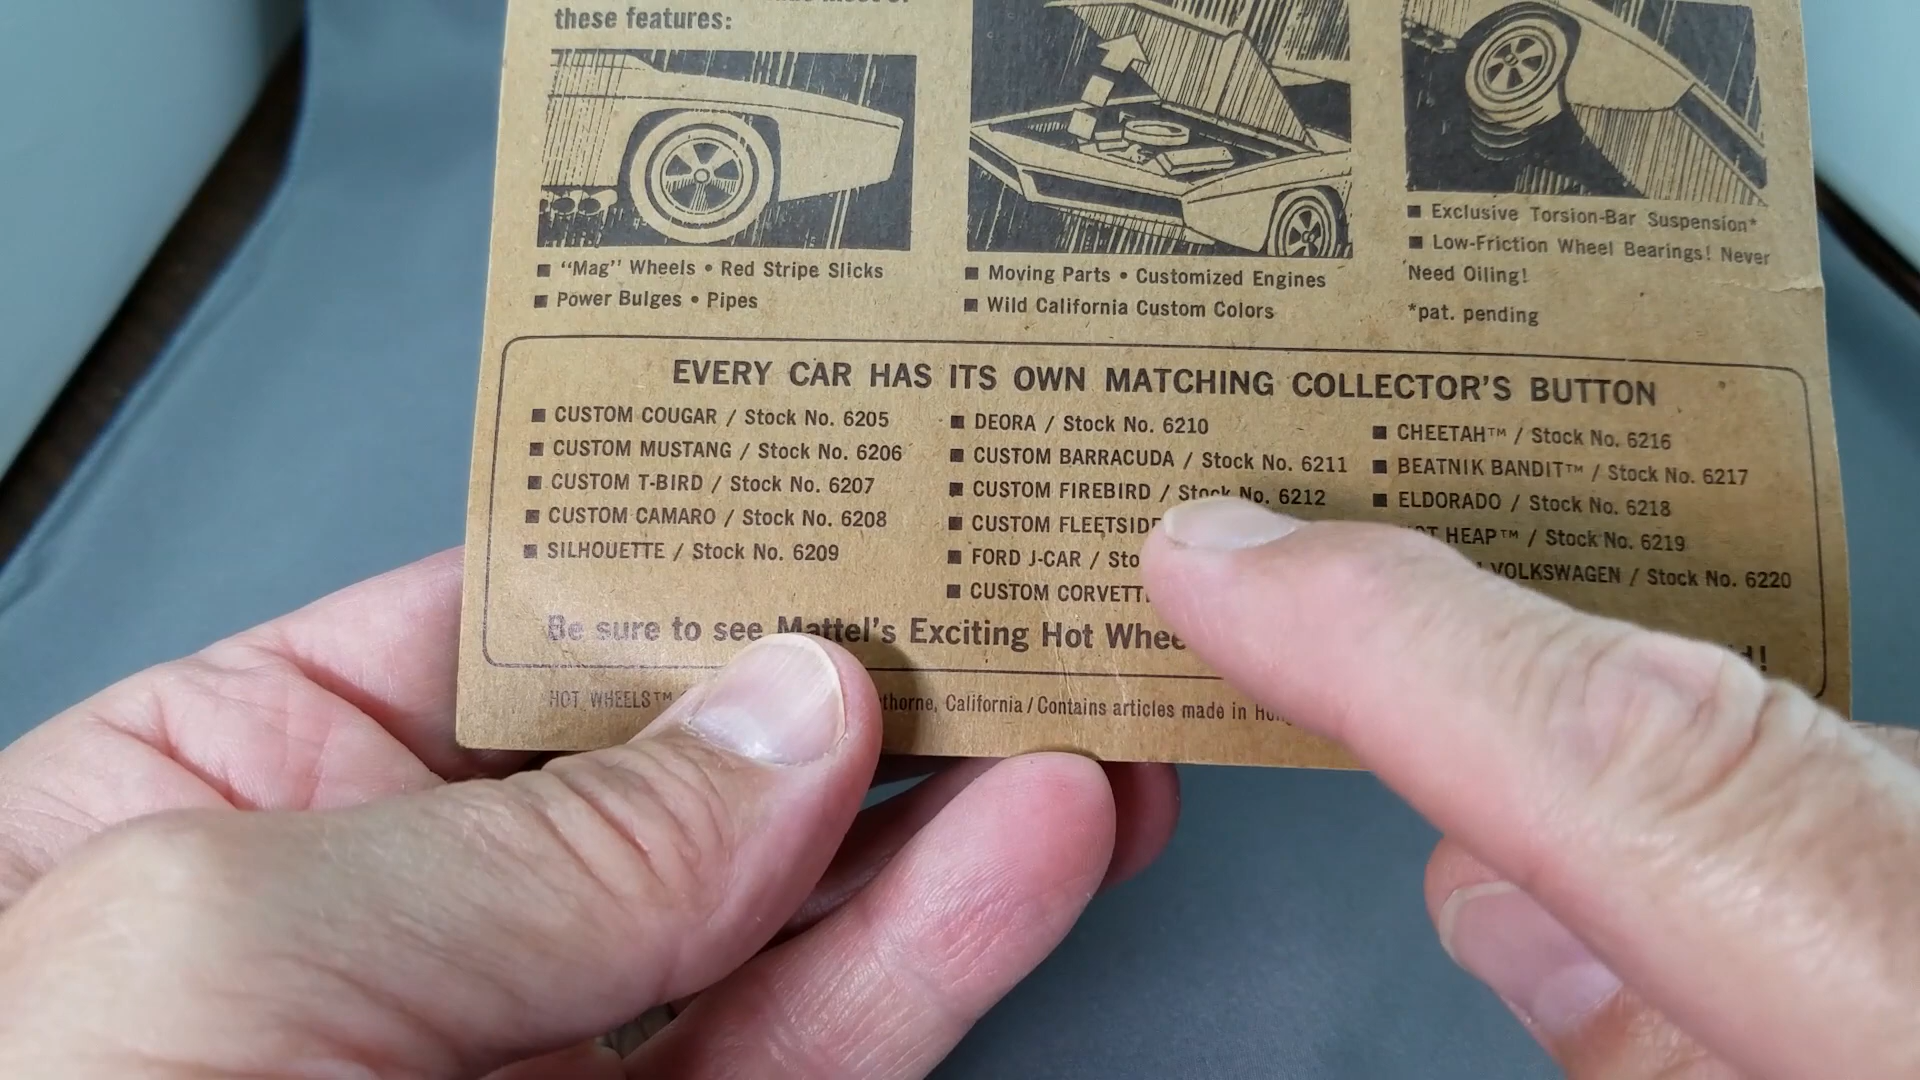 these features:
■ "Mag" Wheels • Red Stripe Slicks
■ Power Bulges • Pipes
■ Moving Parts • Customized Engines
■ Wild California Custom Colors
■ Exclusive Torsion-Bar Suspension*
■ Low-Friction Wheel Bearings! Never
Need Oiling!
*pat. pending
EVERY CAR HAS ITS OWN MATCHING COLLECTOR'S BUTTON
■ CUSTOM COUGAR / Stock No. 6205
■ CUSTOM MUSTANG / Stock No. 6206
■ CUSTOM T-BIRD / Stock No. 6207
■ CUSTOM CAMARO / Stock No. 6208
■ SILHOUETTE / Stock No. 6209
■ DEORA / Stock No. 6210
■ CUSTOM BARRACUDA / Stock No. 6211
■ CUSTOM FIREBIRD / Stock No. 6212
■ CUSTOM FLEETSIDE
■ FORD J-CAR /
■ CUSTOM
■ CHEETAH™ / Stock No. 6216
■ BEATNIK BANDIT™ / Stock No. 6217
■ ELDORADO / Stock No. 6218
HEAP™ / Stock No. 6219
VOLKSWAGEN / Stock No. 6220
Be sure to see Mattel's Exciting Hot
HOT WHEELS™ California / Contains articles made in